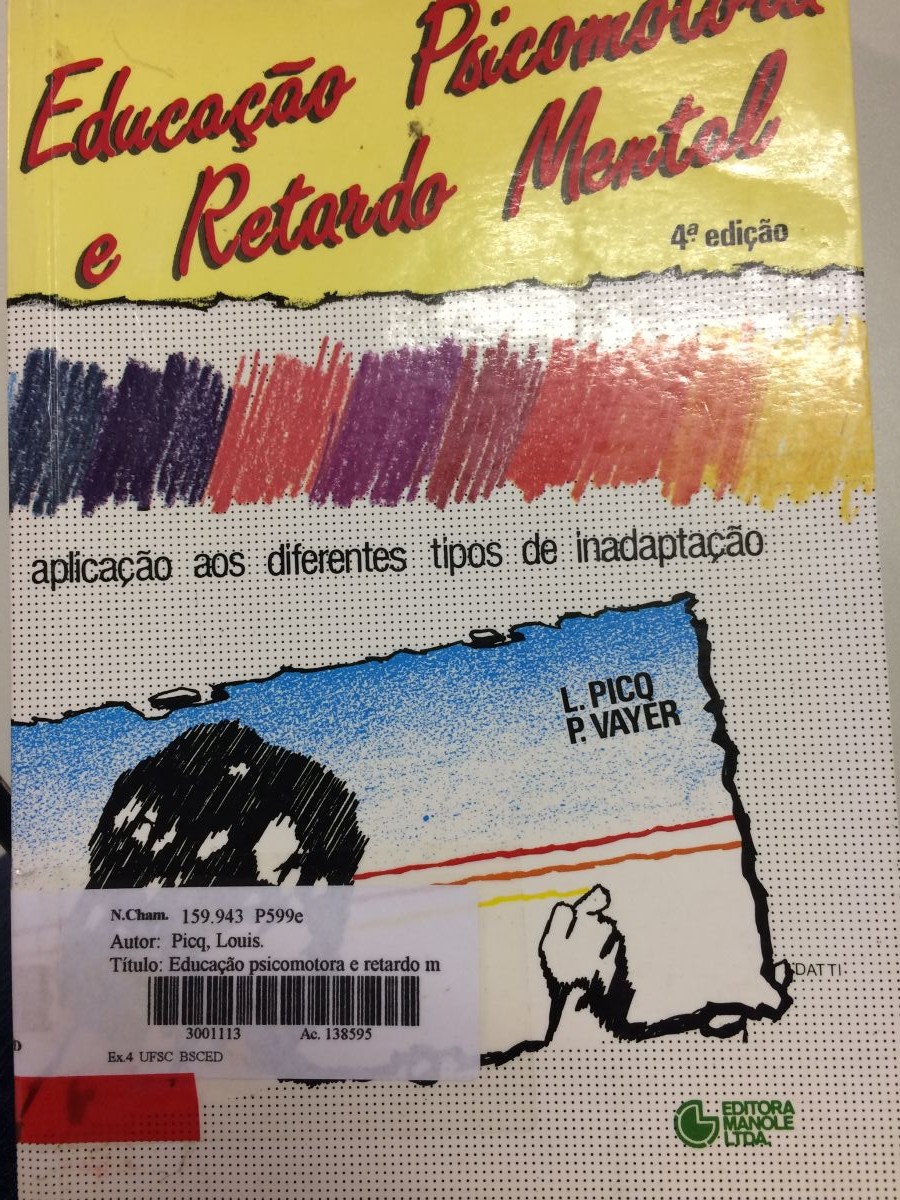 Educação Psicomotora
e Retardo Mental
4ª edição
aplicação aos diferentes tipos de inadaptação
L. PICQ
P. VAYER
N.Cham. 159.943 P599e
Autor: Picq, Louis.
Título: Educação psicomotora e retardo m
3001113 Ac. 138595
Ex.4 UFSC BSCED
DATTI
EDITORA
MANOLE
LTDA.